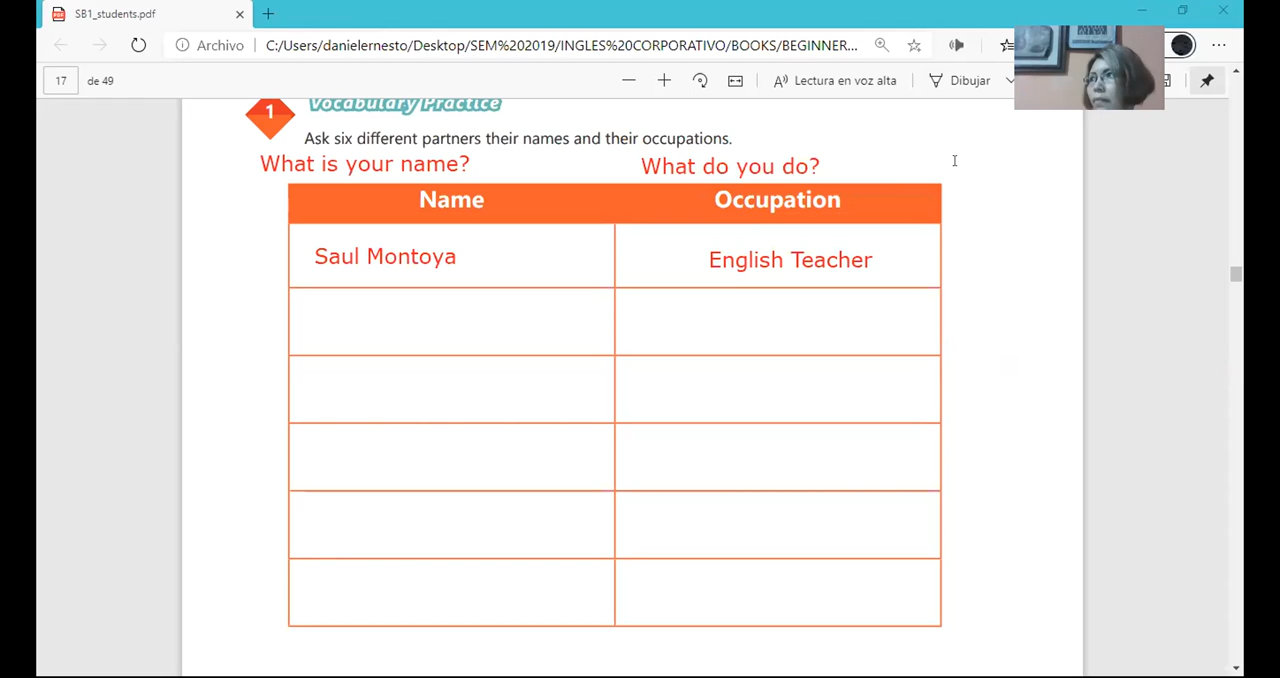 SB1_students.pdf
Archivo
C:/Users/danielernesto/Desktop/SEM%202019/INGLES%20CORPORATIVO/BOOKS/BEGINNER...
17 de 49
Lectura en voz alta
Dibujar
1
Vocabulary Practice
Ask six different partners their names and their occupations.
What is your name? What do you do?
Name Occupation
Saul Montoya English Teacher